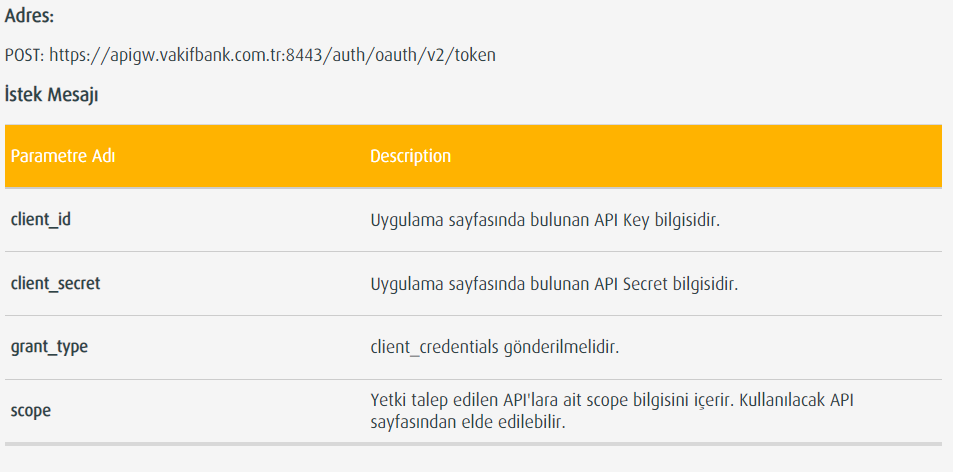 Adres:
POST: https://apigw.vakifbank.com.tr:8443/auth/oauth/v2/token
İstek Mesajı
Parametre Adı Description
client_id Uygulama sayfasında bulunan API Key bilgisidir.
client_secret Uygulama sayfasında bulunan API Secret bilgisidir.
grant_type client_credentials gönderilmelidir.
scope Yetki talep edilen API'lara ait scope bilgisini içerir. Kullanılacak API
sayfasından elde edilebilir.